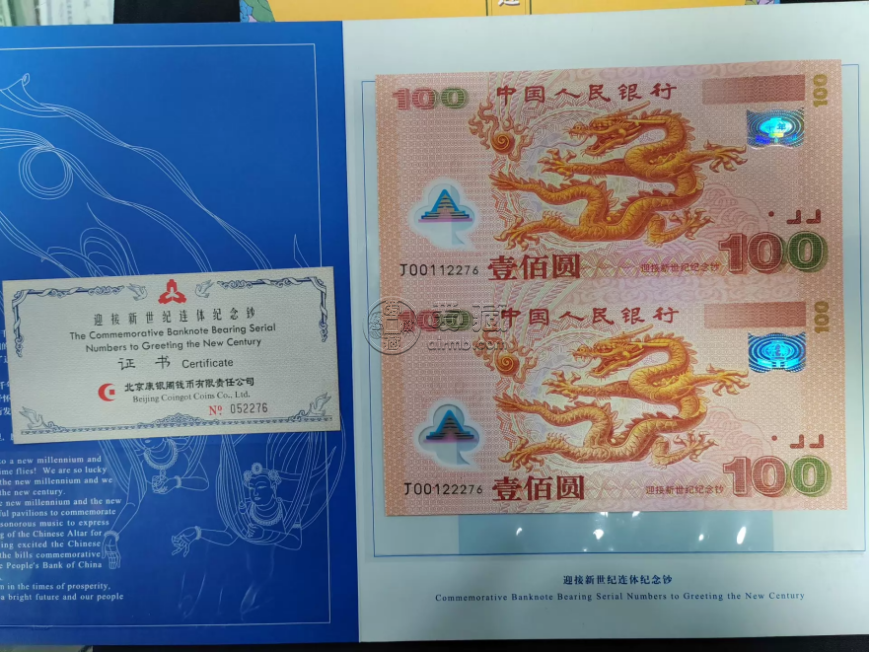 迎接新世纪连体纪念钞
The Commemorative Banknote Bearing Serial
Numbers to Greeting the New Century
证 书 Certificate
北京康银阁钱币有限责任公司
Beijing Coingot Coins Co., Ltd.
Nº 052276
to a new millennium and
time flies! We are so lucky
the new millennium and we
the new century.
new millennium and the new
ful pavilions to commemorate
sonorous music to express
g of the Chinese Altar for
ing excited the Chinese
the bills commemorative
People's Bank of China
in the times of prosperity,
a bright future and our people
100 中国人民银行 100
J00112276 壹佰圆 迎接新世纪纪念钞 100
100 中国人民银行 100
airmb.com
J00122276 壹佰圆 迎接新世纪纪念钞 100
迎接新世纪连体纪念钞
Commemorative Banknote Bearing Serial Numbers to Greeting the New Century